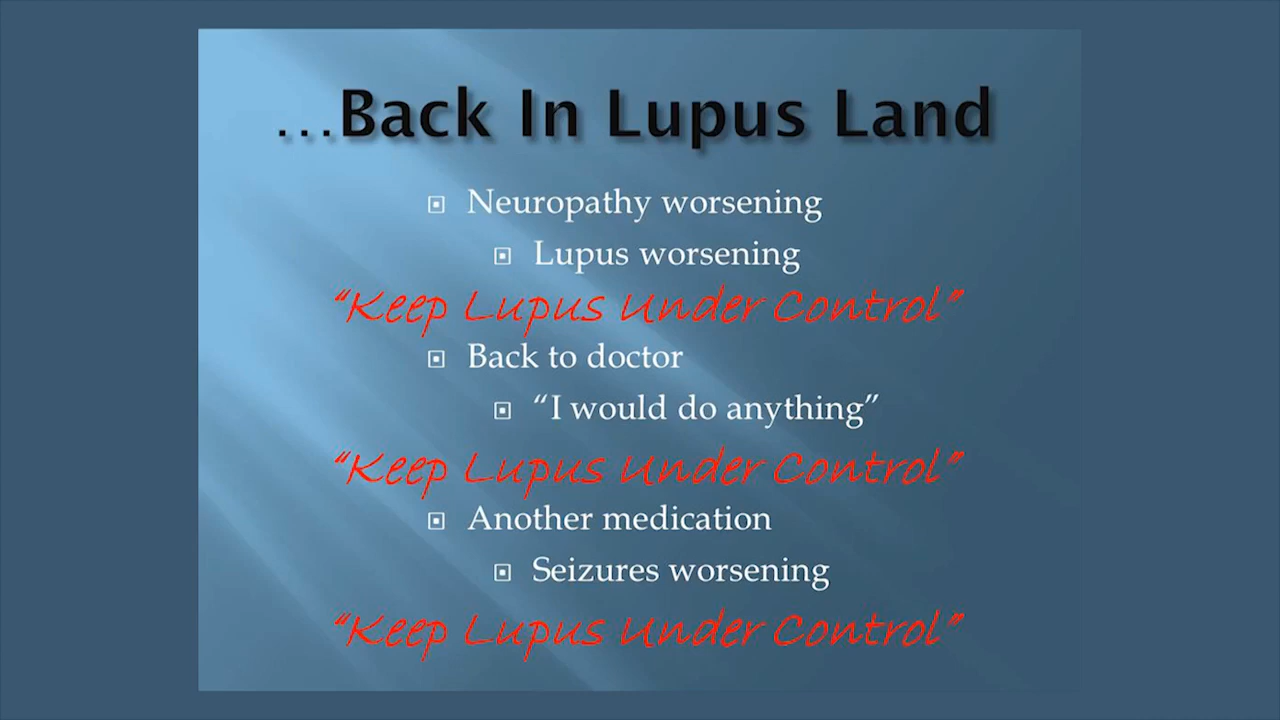 …Back In Lupus Land
Neuropathy worsening
Lupus worsening
“Keep Lupus Under Control”
Back to doctor
“I would do anything”
“Keep Lupus Under Control”
Another medication
Seizures worsening
“Keep Lupus Under Control”